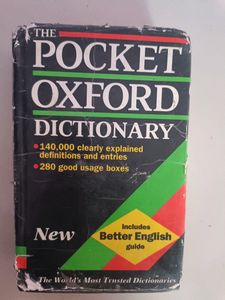 THE
POCKET
OXFORD
DICTIONARY
• 140,000 clearly explained
definitions and entries
• 280 good usage boxes
New
Includes
Better English
guide
The World's Most Trusted Dictionaries